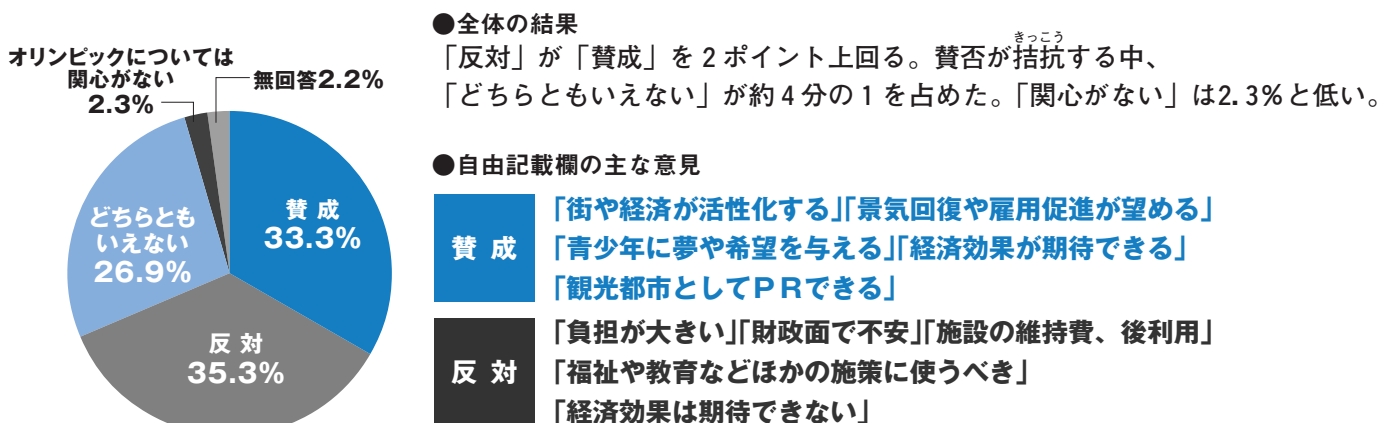 オリンピックについては
関心がない
2.3%
無回答2.2%
どちらとも
いえない
26.9%
賛成
33.3%
反対
35.3%
●全体の結果
きっこう
「反対」が「賛成」を2ポイント上回る。賛否が拮抗する中、
「どちらともいえない」が約4分の1を占めた。「関心がない」は2.3%と低い。
●自由記載欄の主な意見
賛成
「街や経済が活性化する」「景気回復や雇用促進が望める」
「青少年に夢や希望を与える」「経済効果が期待できる」
「観光都市としてPRできる」
反対
「負担が大きい」「財政面で不安」「施設の維持費、後利用」
「福祉や教育などほかの施策に使うべき」
「経済効果は期待できない」